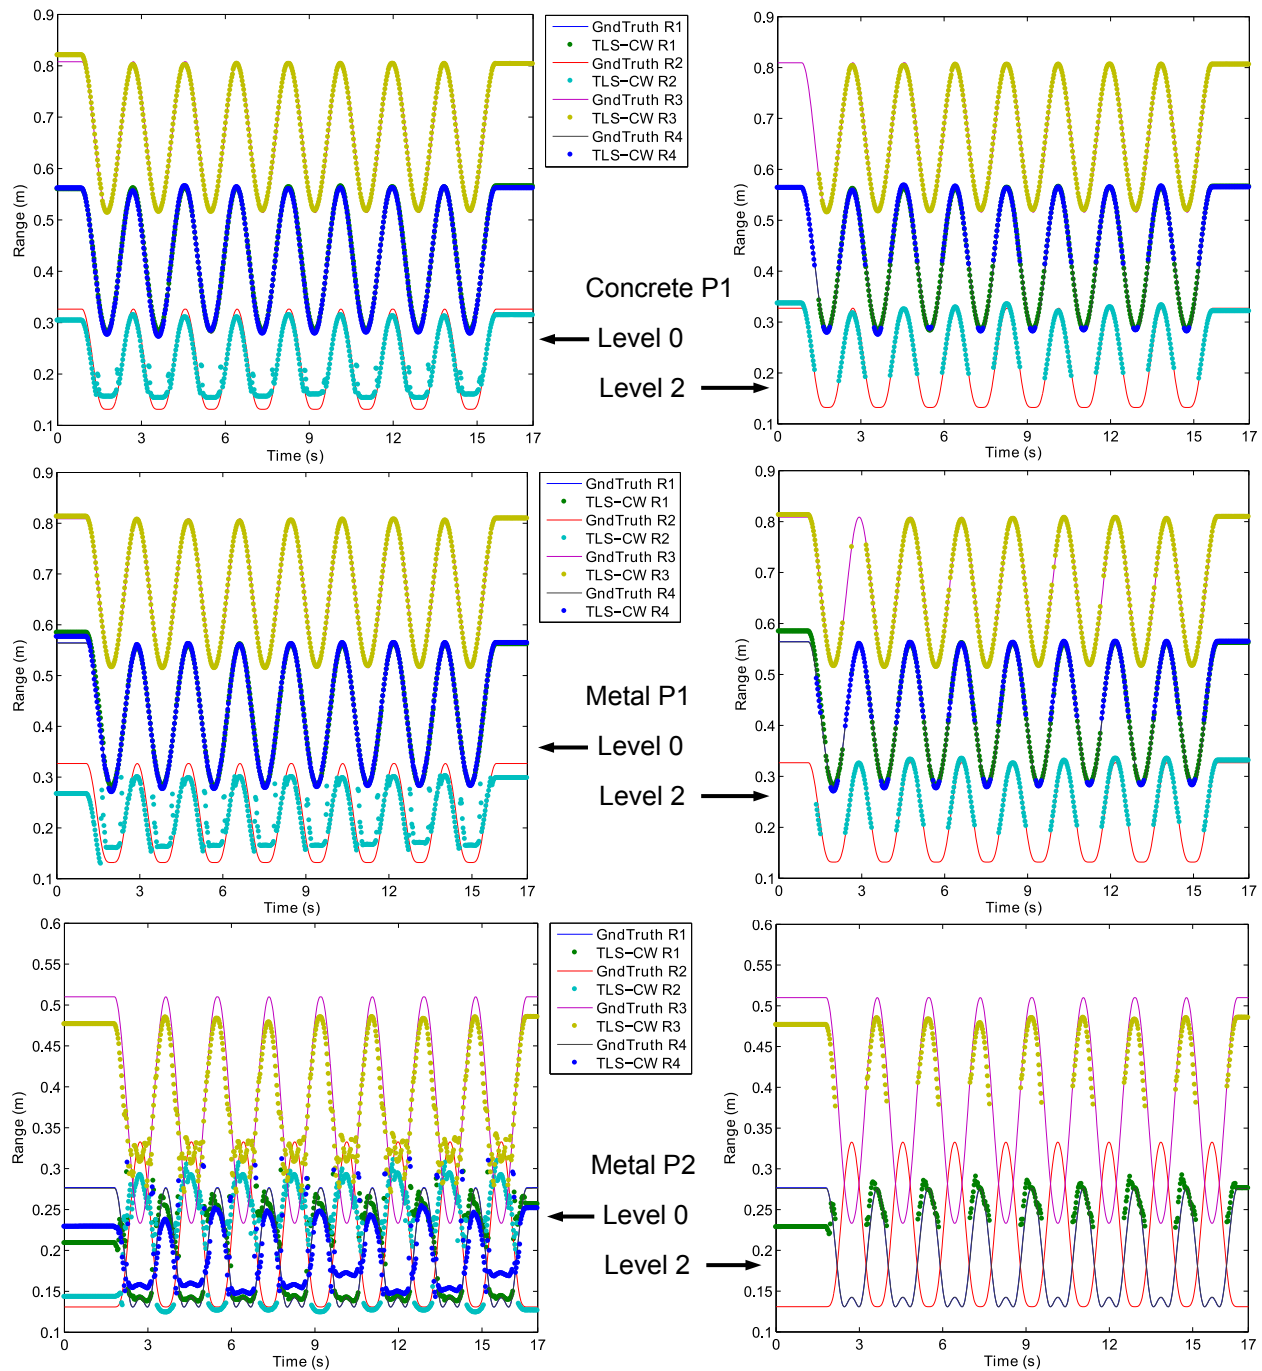 0.9
0.8
0.7
0.6
0.5
0.4
0.3
0.2
0.1
Range (m)
0 3 6 9 12 15 17
Time (s)
GndTruth R1
TLS−CW R1
GndTruth R2
TLS−CW R2
GndTruth R3
TLS−CW R3
GndTruth R4
TLS−CW R4
0.9
0.8
0.7
0.6
0.5
0.4
0.3
0.2
0.1
Range (m)
0 3 6 9 12 15 17
Time (s)
Concrete P1
Level 0
Level 2
0.9
0.8
0.7
0.6
0.5
0.4
0.3
0.2
0.1
Range (m)
0 3 6 9 12 15 17
Time (s)
GndTruth R1
TLS−CW R1
GndTruth R2
TLS−CW R2
GndTruth R3
TLS−CW R3
GndTruth R4
TLS−CW R4
0.9
0.8
0.7
0.6
0.5
0.4
0.3
0.2
0.1
Range (m)
0 3 6 9 12 15 17
Time (s)
Metal P1
Level 0
Level 2
0.6
0.55
0.5
0.45
0.4
0.35
0.3
0.25
0.2
0.15
0.1
Range (m)
0 3 6 9 12 15 17
Time (s)
GndTruth R1
TLS−CW R1
GndTruth R2
TLS−CW R2
GndTruth R3
TLS−CW R3
GndTruth R4
TLS−CW R4
0.6
0.55
0.5
0.45
0.4
0.35
0.3
0.25
0.2
0.15
0.1
Range (m)
0 3 6 9 12 15 17
Time (s)
Metal P2
Level 0
Level 2